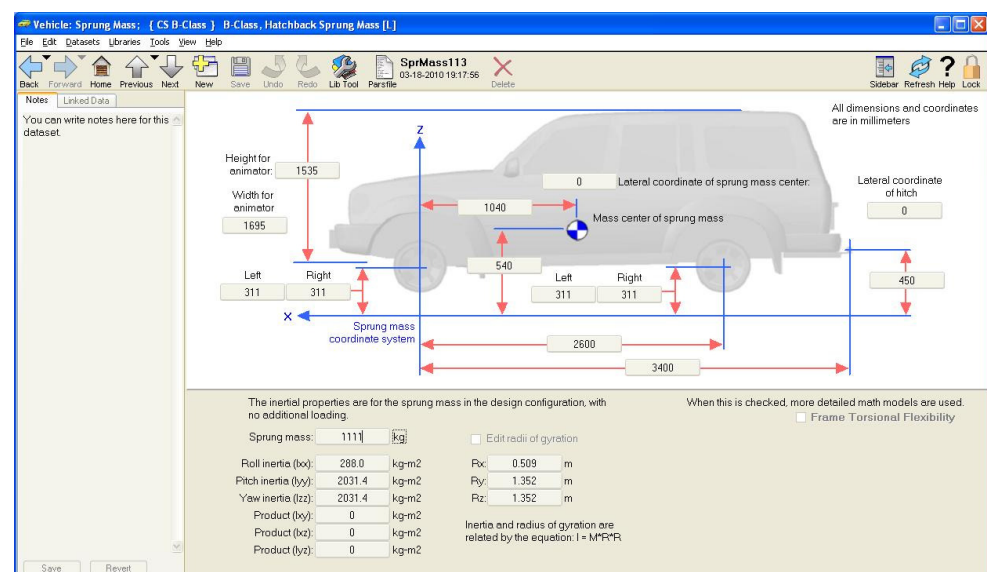 Vehicle: Sprung Mass; { CS B-Class } B-Class, Hatchback Sprung Mass [L]
File Edit Datasets Libraries Tools View Help
Back Forward Home Previous Next New Save Undo Redo Lib Tool Parsfile
SprMass113
03-18-2010 19:17:56
Delete
Sidebar Refresh Help Lock
Notes Linked Data
You can write notes here for this
dataset.
Save Revert
All dimensions and coordinates
are in millimeters
Z
Height for
animator: 1535
Width for
animator
1695
0 Lateral coordinate of sprung mass center:
Lateral coordinate
of hitch
0
1040
Mass center of sprung mass
540
450
Left Right
311 311
Left Right
311 311
X
Sprung mass
coordinate system
2600
3400
The inertial properties are for the sprung mass in the design configuration, with
no additional loading.
When this is checked, more detailed math models are used.
Frame Torsional Flexibility
Sprung mass: 1111 kg
Edit radii of gyration
Roll inertia (Ixx): 288.0 kg-m2
Rx: 0.509 m
Pitch inertia (Iyy): 2031.4 kg-m2
Ry: 1.352 m
Yaw inertia (Izz): 2031.4 kg-m2
Rz: 1.352 m
Product (Ixy): 0 kg-m2
Product (Ixz): 0 kg-m2
Product (Iyz): 0 kg-m2
Inertia and radius of gyration are
related by the equation: I = M*R*R